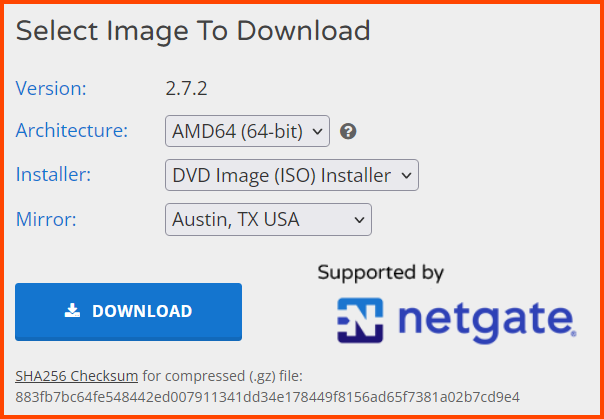 Select Image To Download
Version: 2.7.2
Architecture: AMD64 (64-bit) ?
Installer: DVD Image (ISO) Installer
Mirror: Austin, TX USA
Supported by
DOWNLOAD
netgate®
SHA256 Checksum for compressed (.gz) file:
883fb7bc64fe548442ed007911341dd34e178449f8156ad65f7381a02b7cd9e4